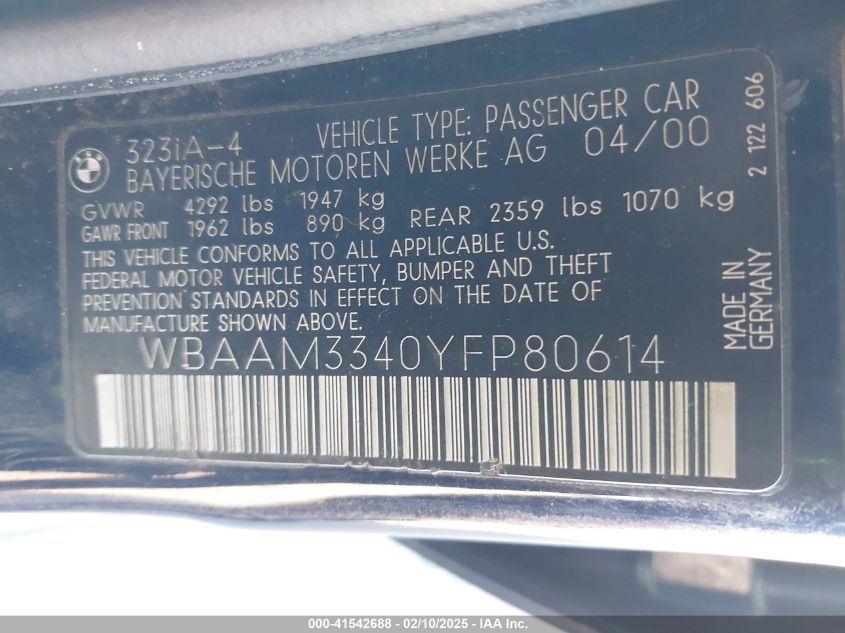 BMW
323iA-4 VEHICLE TYPE: PASSENGER CAR
BAYERISCHE MOTOREN WERKE AG 04/00
GVWR 4292 lbs 1947 kg
GAWR FRONT 1962 lbs 890 kg REAR 2359 lbs 1070 kg
THIS VEHICLE CONFORMS TO ALL APPLICABLE U.S.
FEDERAL MOTOR VEHICLE SAFETY, BUMPER AND THEFT
PREVENTION STANDARDS IN EFFECT ON THE DATE OF
MANUFACTURE SHOWN ABOVE.
WBAAM3340YFP80614
2 122 606
MADE IN
GERMANY
000-41542688 - 02/10/2025 - IAAI Inc.